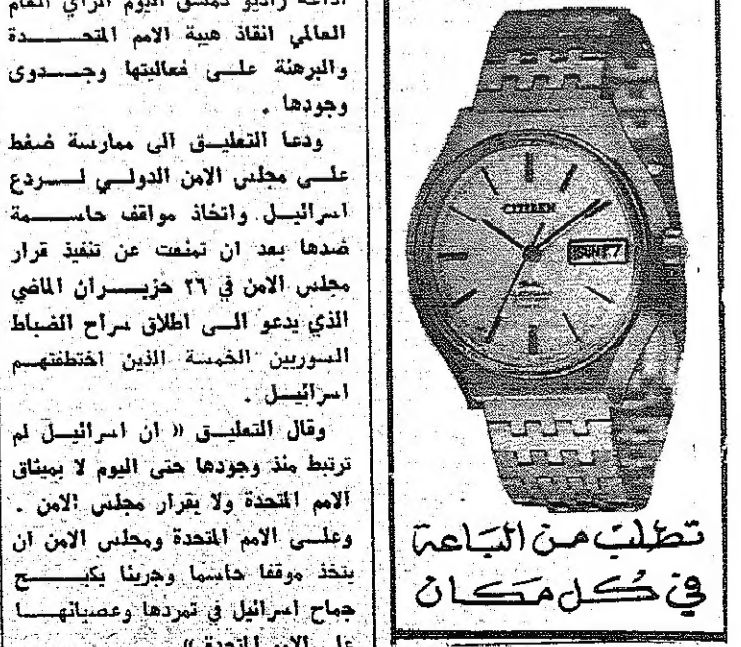 اذاعة راديو دمشق اليوم الرأي العام
العالمي انقاذ هيبة الامم المتحدة
والبرهنة على فعاليتها وجدوى
وجودها .
ودعا التعليق الى ممارسة ضغط
على مجلس الامن الدولي لردع
اسرائيل واتخاذ مواقف حاسمة
ضدها بعد ان تمنعت عن تنفيذ قرار
مجلس الامن في ٢٦ حزيران الماضي
الذي يدعو الى اطلاق سراح الضباط
السوريين الخمسة الذين اختطفتهم
اسرائيل .
وقال التعليق (( ان اسرائيل لم
ترتبط منذ وجودها حتى اليوم لا بميثاق
الامم المتحدة ولا بقرار مجلس الامن .
وعلى الامم المتحدة ومجلس الامن ان
يتخذ موقفا حاسما وجريئا يكبح
جماح اسرائيل في تمردها وعصيانها
على الامم المتحدة ))
CITIZEN
SUN 7
تطلب من الباعة
في كل مكان